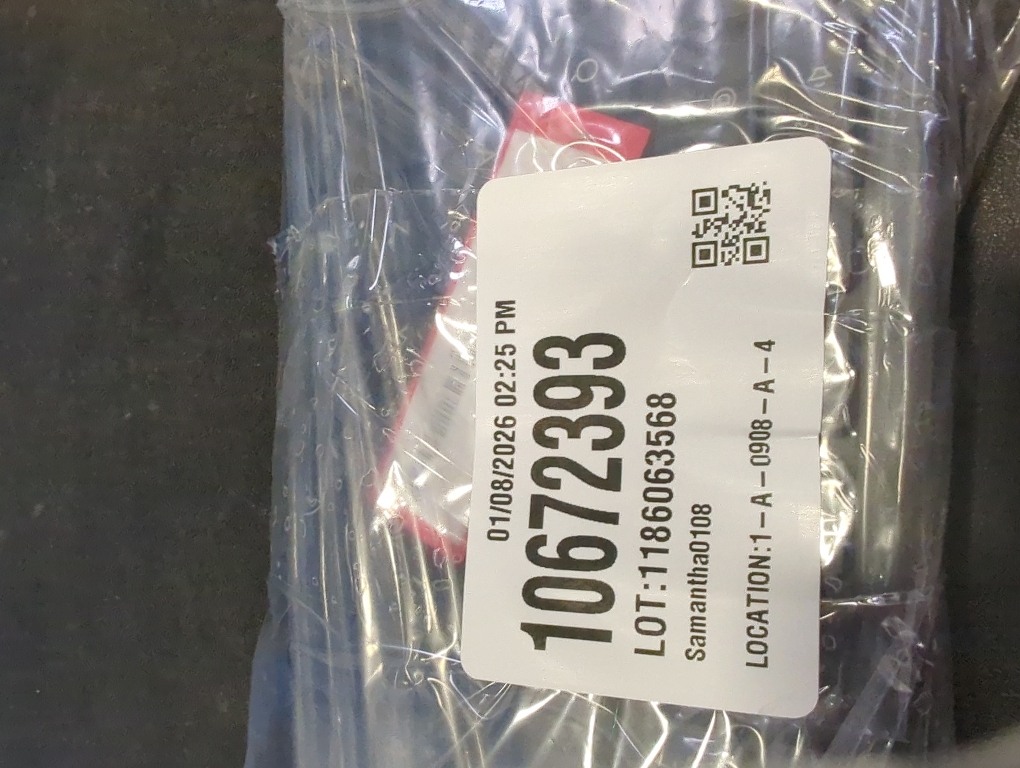 01/08/2026 02:25 PM
10672393
LOT:1186063568
Samantha0108
LOCATION:1-A-0908-A-4